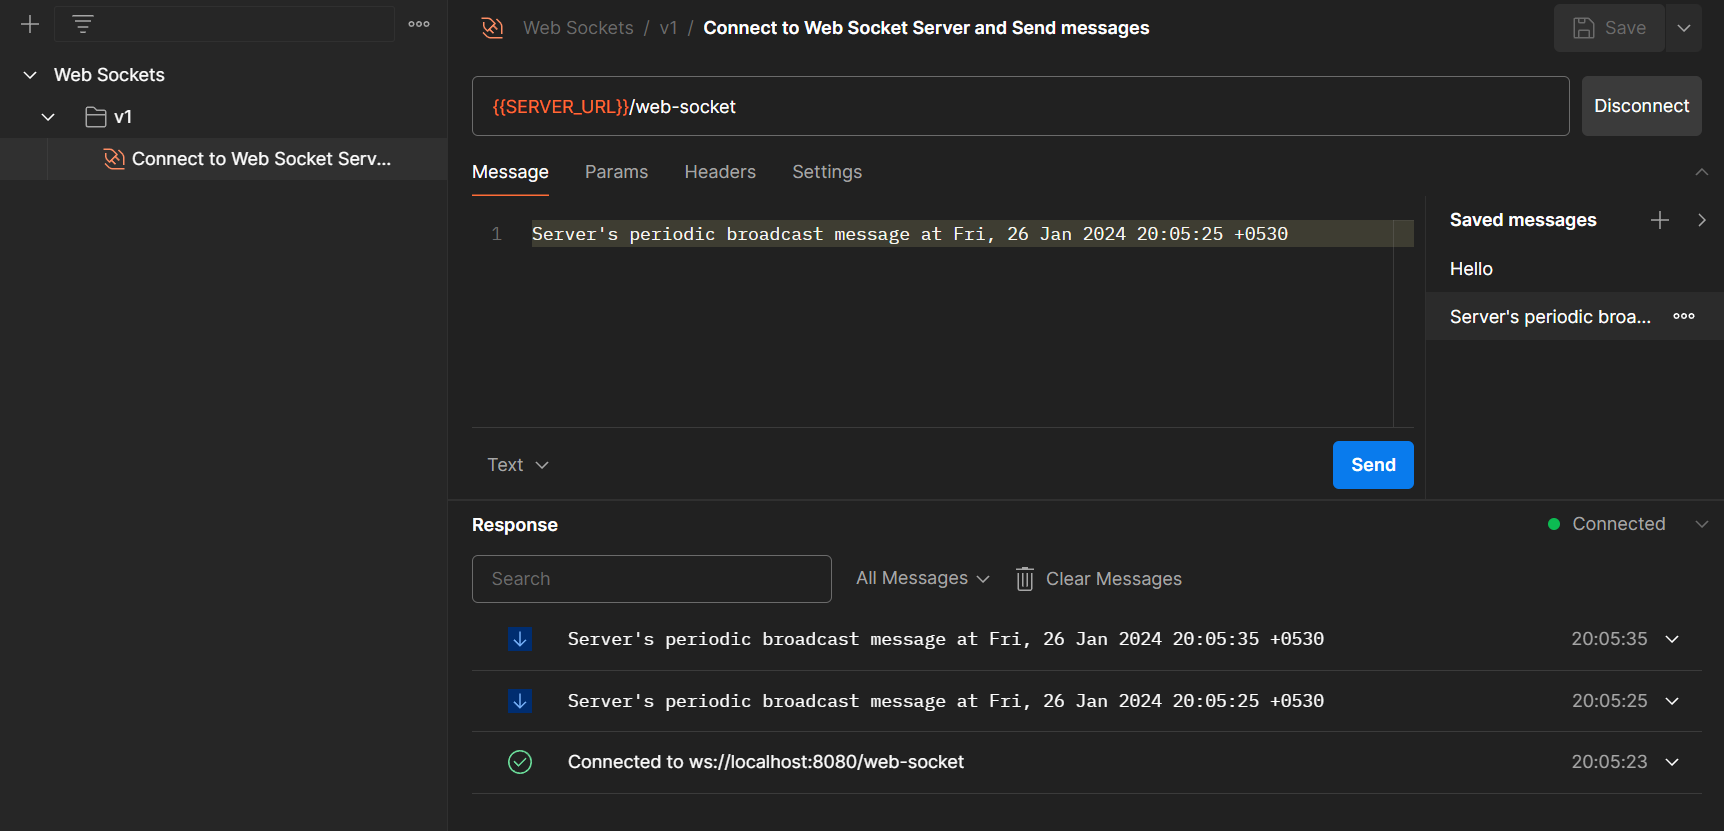 Web Sockets
v1
Connect to Web Socket Serv...
Web Sockets / v1 / Connect to Web Socket Server and Send messages
Save
{{SERVER_URL}}/web-socket
Disconnect
Message Params Headers Settings
1 Server's periodic broadcast message at Fri, 26 Jan 2024 20:05:25 +0530
Text
Send
Saved messages
Hello
Server's periodic broa...
Response
Connected
Search
All Messages
Clear Messages
Server's periodic broadcast message at Fri, 26 Jan 2024 20:05:35 +0530 20:05:35
Server's periodic broadcast message at Fri, 26 Jan 2024 20:05:25 +0530 20:05:25
Connected to ws://localhost:8080/web-socket 20:05:23